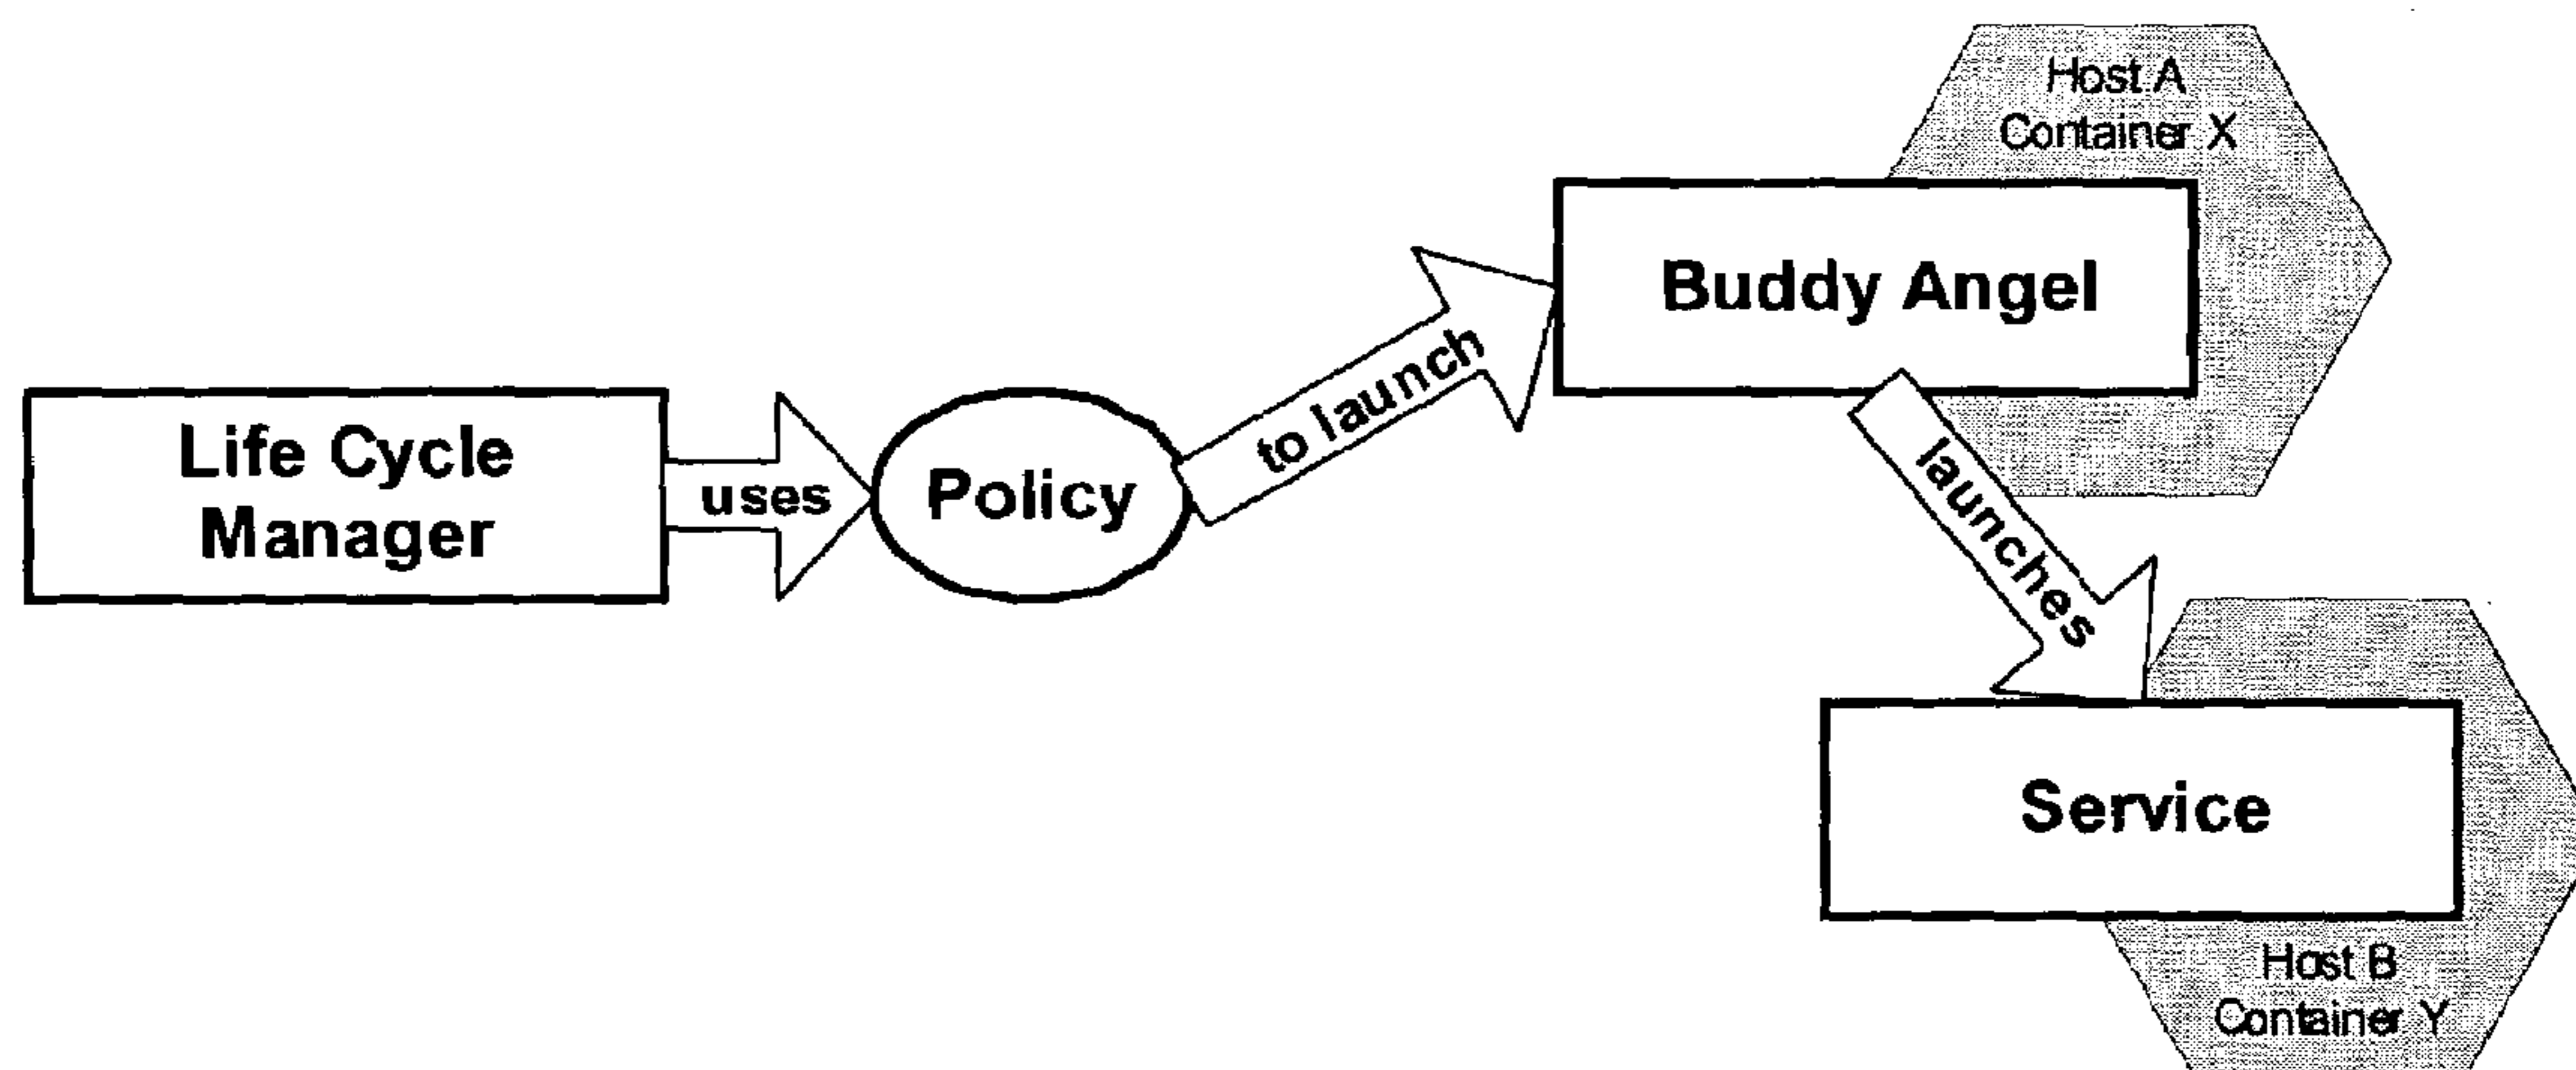 Host A
Container X
Buddy Angel
to launch
Life Cycle
Manager
uses
Policy
launches
Service
Host B
Container Y